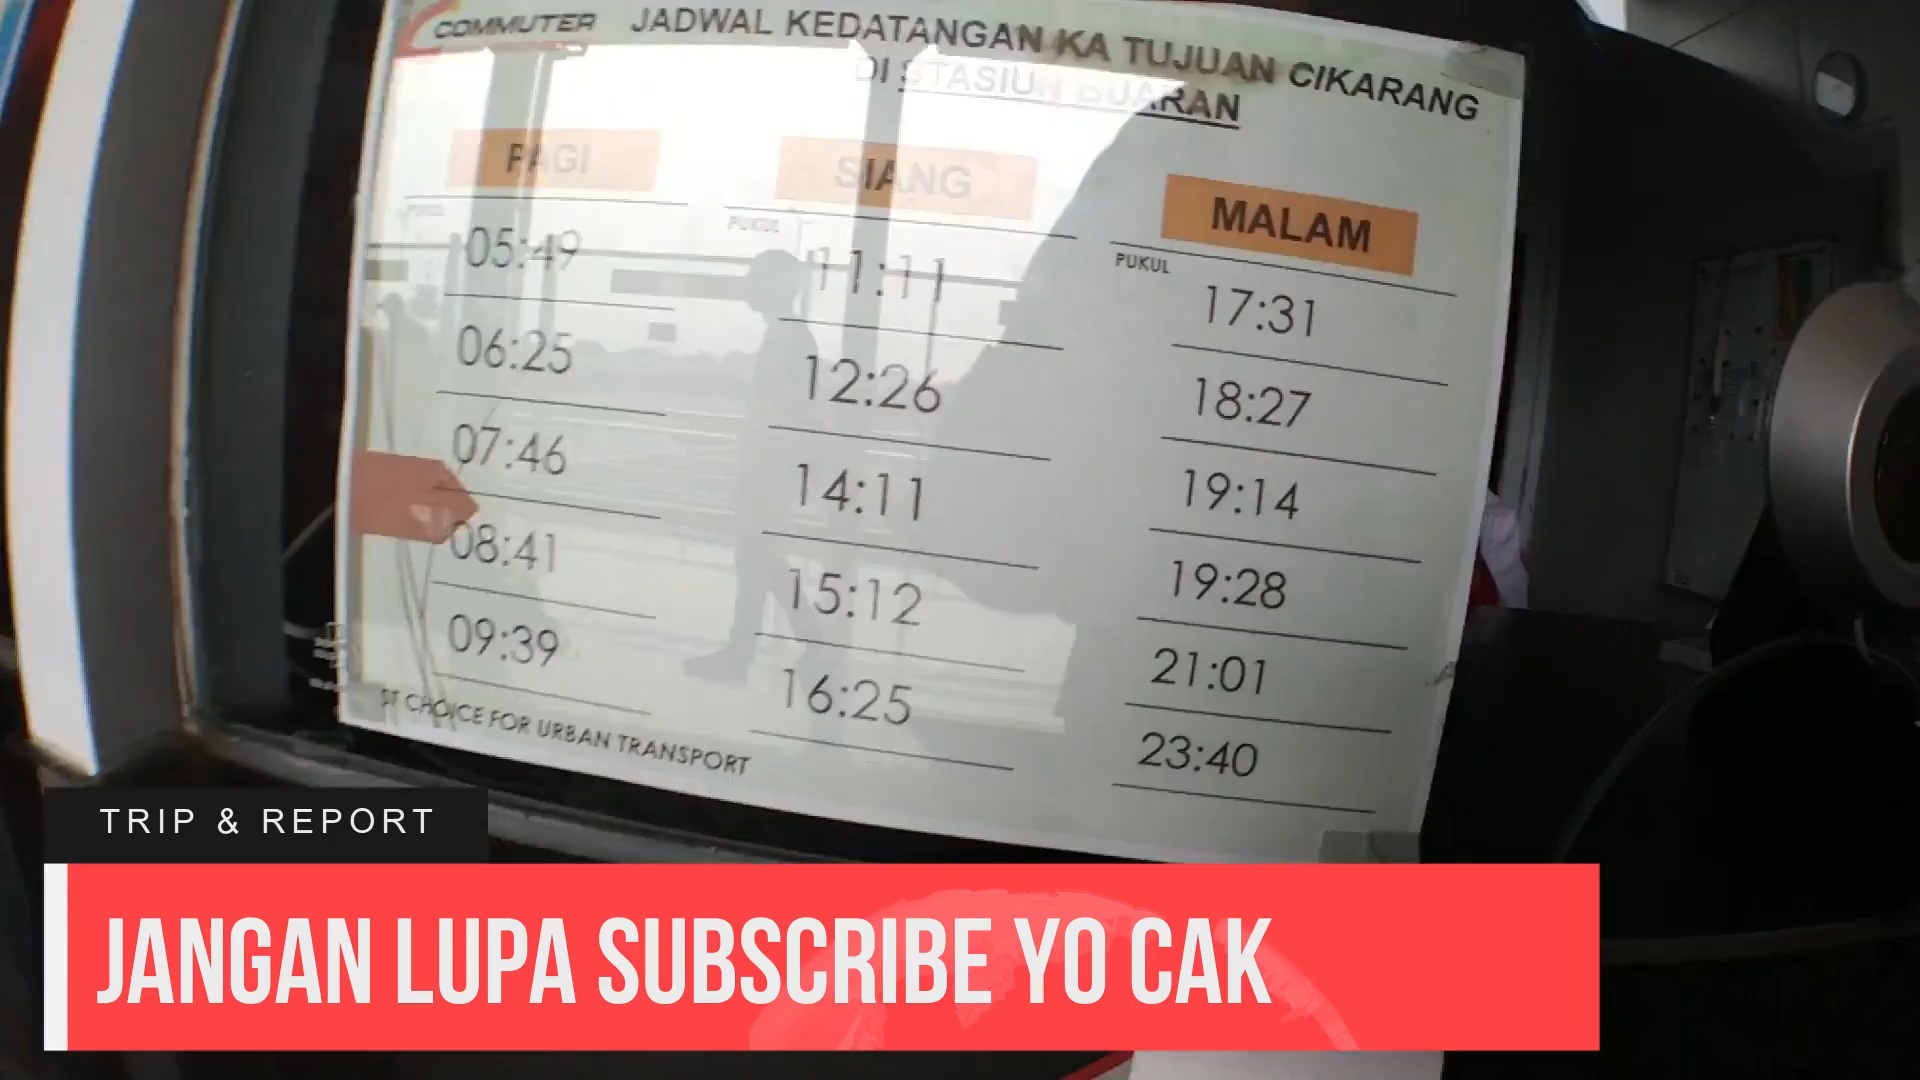 COMMUTER JADWAL KEDATANGAN KA TUJUAN CIKARANG
DI STASIUN BUARAN
PAGI
PUKUL
05:49
06:25
07:46
08:41
09:39
SIANG
PUKUL
11:11
12:26
14:11
15:12
16:25
MALAM
PUKUL
17:31
18:27
19:14
19:28
21:01
23:40
ST CHOICE FOR URBAN TRANSPORT
TRIP & REPORT
JANGAN LUPA SUBSCRIBE YO CAK